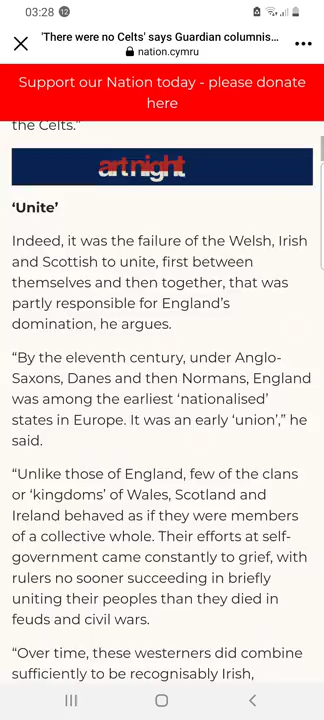 03:28 12
'There were no Celts' says Guardian columnis...
nation.cymru
Support our Nation today - please donate
here
the Celts."
artnight
'Unite'
Indeed, it was the failure of the Welsh, Irish
and Scottish to unite, first between
themselves and then together, that was
partly responsible for England's
domination, he argues.
"By the eleventh century, under Anglo-
Saxons, Danes and then Normans, England
was among the earliest 'nationalised'
states in Europe. It was an early 'union'," he
said.
"Unlike those of England, few of the clans
or 'kingdoms' of Wales, Scotland and
Ireland behaved as if they were members
of a collective whole. Their efforts at self-
government came constantly to grief, with
rulers no sooner succeeding in briefly
uniting their peoples than they died in
feuds and civil wars.
"Over time, these westerners did combine
sufficiently to be recognisably Irish,